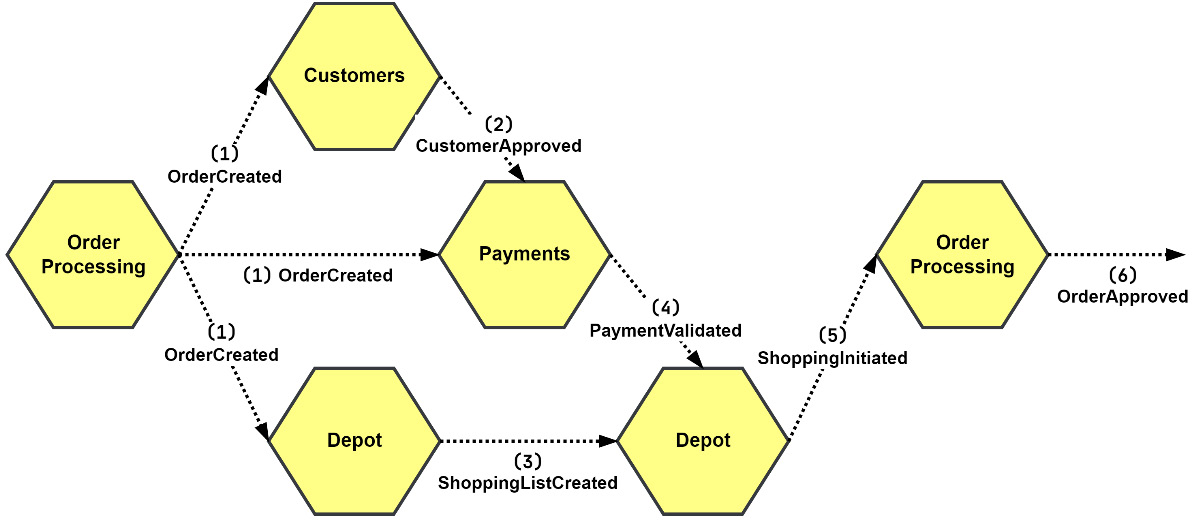 Customers
(2)
CustomerApproved
(1)
OrderCreated
Order
Processing
(1) OrderCreated
Payments
Order
Processing
(6)
OrderApproved
(4)
PaymentValidated
(1)
OrderCreated
(5)
ShoppingInitiated
Depot
(3)
ShoppingListCreated
Depot